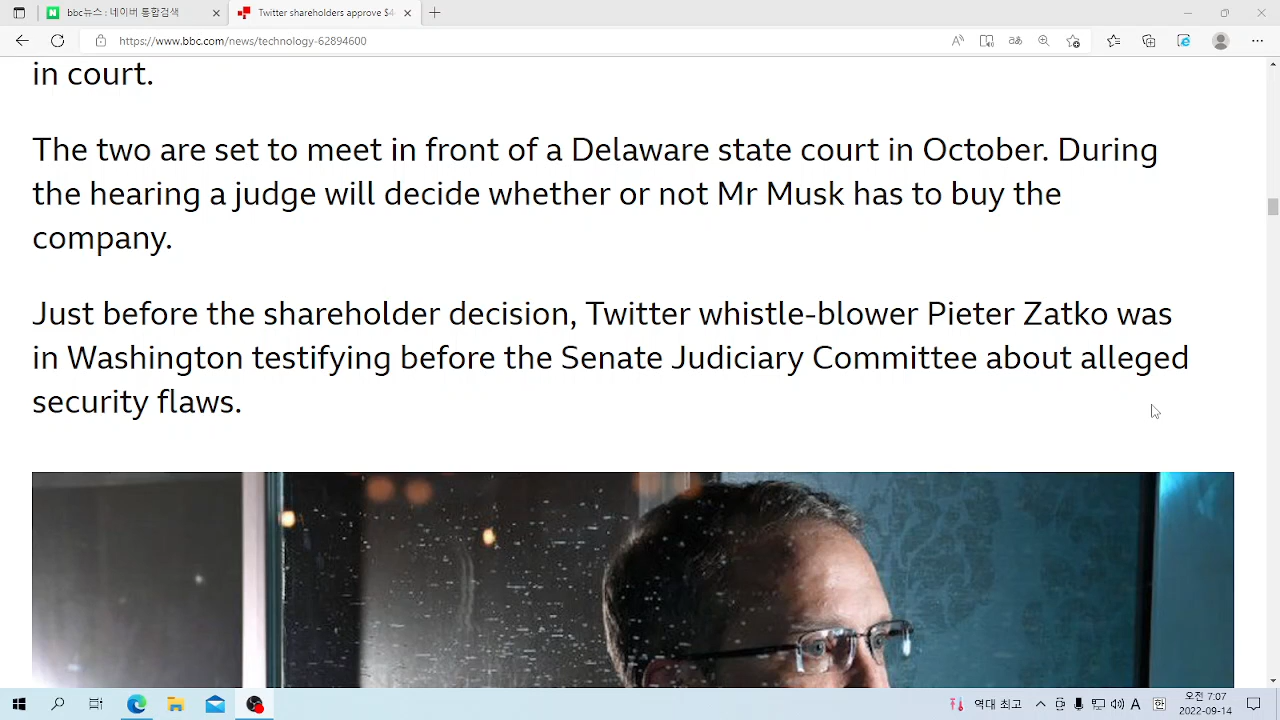 bbc뉴스 : 네이버 통합검색
Twitter shareholders approve $4
https://www.bbc.com/news/technology-62894600
in court.
The two are set to meet in front of a Delaware state court in October. During
the hearing a judge will decide whether or not Mr Musk has to buy the
company.
Just before the shareholder decision, Twitter whistle-blower Pieter Zatko was
in Washington testifying before the Senate Judiciary Committee about alleged
security flaws.
역대 최고
A
오전 7:07
2022-09-14